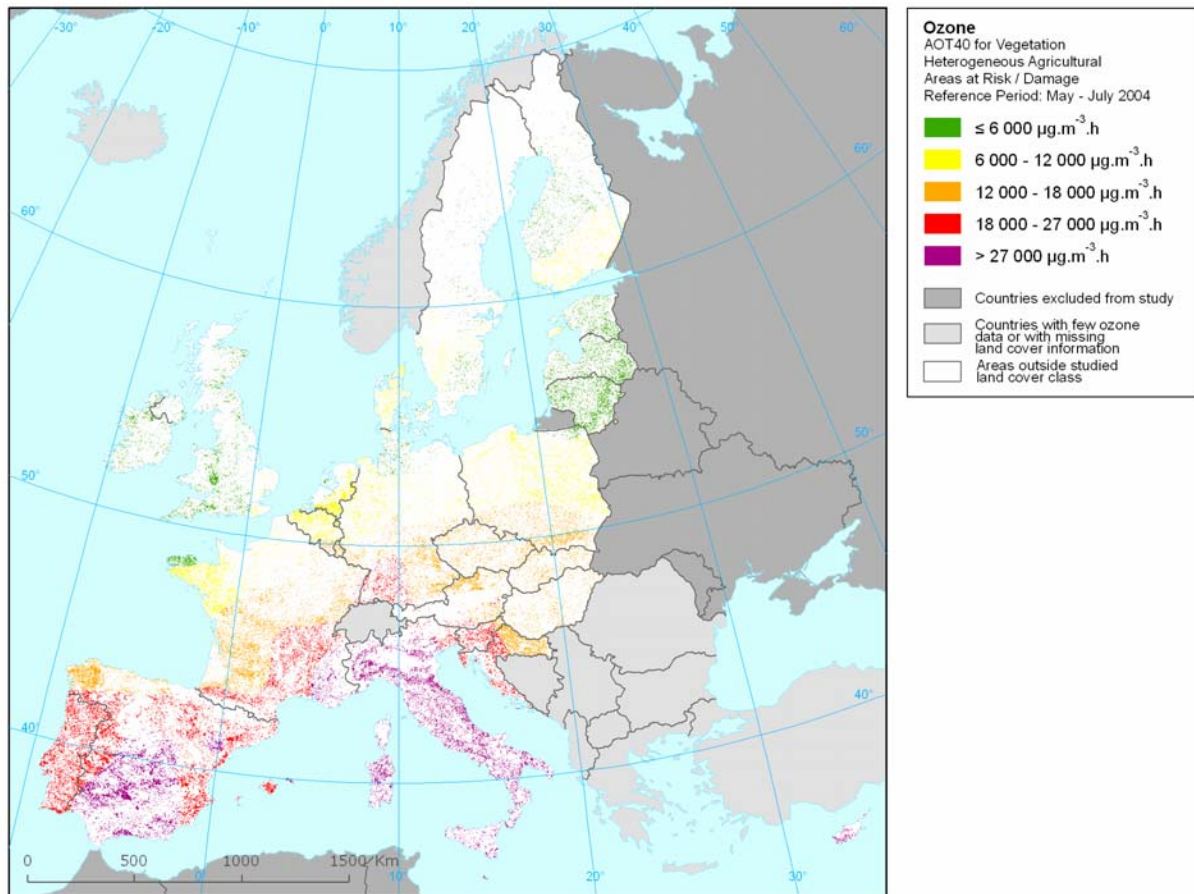 -30° -20° -10° 0° 10° 20° 30° 40° 50° 60°
60°
60°
50°
50°
40°
40°
0 500 1000 1500 Km
0° 10° 20° 30°
Ozone
AOT40 for Vegetation
Heterogeneous Agricultural
Areas at Risk / Damage
Reference Period: May - July 2004
≤ 6 000 µg.m⁻³.h
6 000 - 12 000 µg.m⁻³.h
12 000 - 18 000 µg.m⁻³.h
18 000 - 27 000 µg.m⁻³.h
> 27 000 µg.m⁻³.h
Countries excluded from study
Countries with few ozone
data or with missing
land cover information
Areas outside studied
land cover class